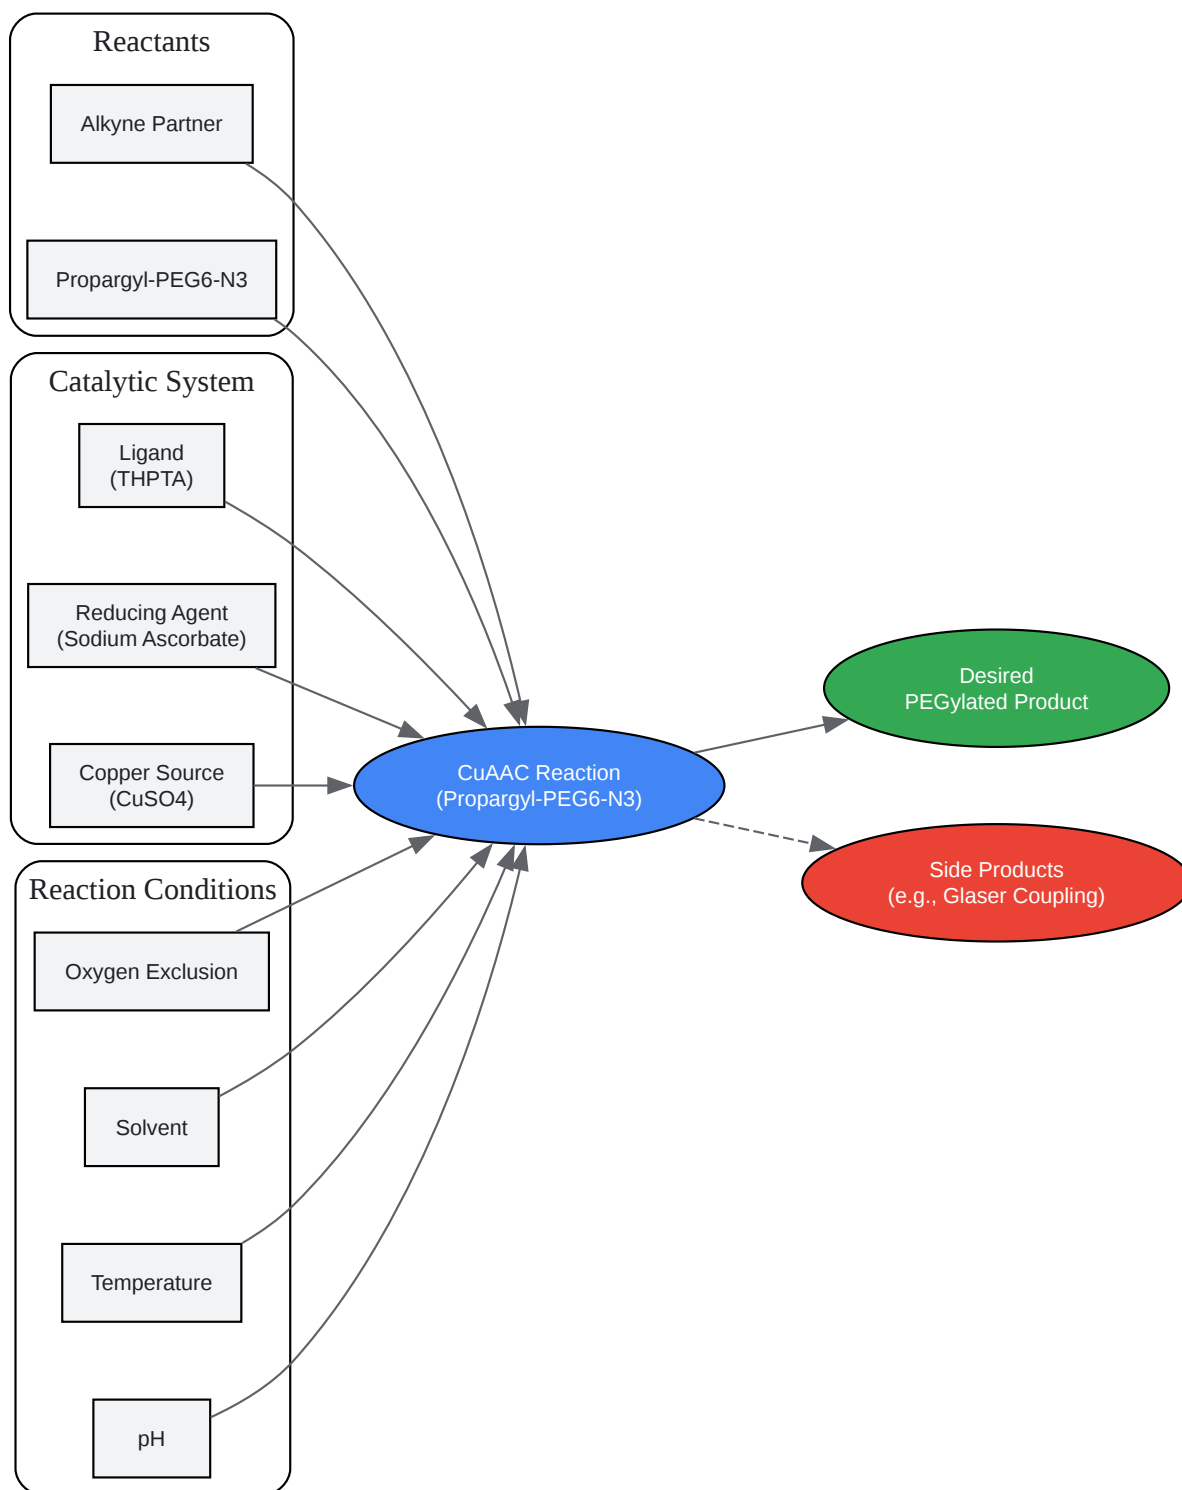 Reactants
Alkyne Partner
Propargyl-PEG6-N3
Catalytic System
Ligand
(THPTA)
Reducing Agent
(Sodium Ascorbate)
Copper Source
(CuSO4)
Reaction Conditions
Oxygen Exclusion
Solvent
Temperature
pH
CuAAC Reaction
(Propargyl-PEG6-N3)
Desired
PEGylated Product
Side Products
(e.g., Glaser Coupling)